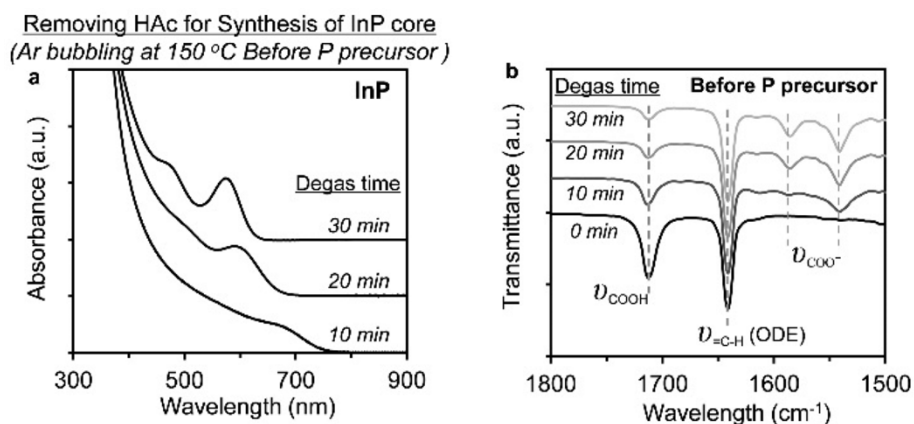 Removing HAc for Synthesis of InP core
(Ar bubbling at 150 °C Before P precursor )
a
InP
Degas time
30 min
20 min
10 min
Absorbance (a.u.)
300 500 700 900
Wavelength (nm)
b
Degas time
Before P precursor
30 min
20 min
10 min
0 min
υCOOH
υCOO-
υ=C-H (ODE)
Transmittance (a.u.)
1800 1700 1600 1500
Wavelength (cm-1)